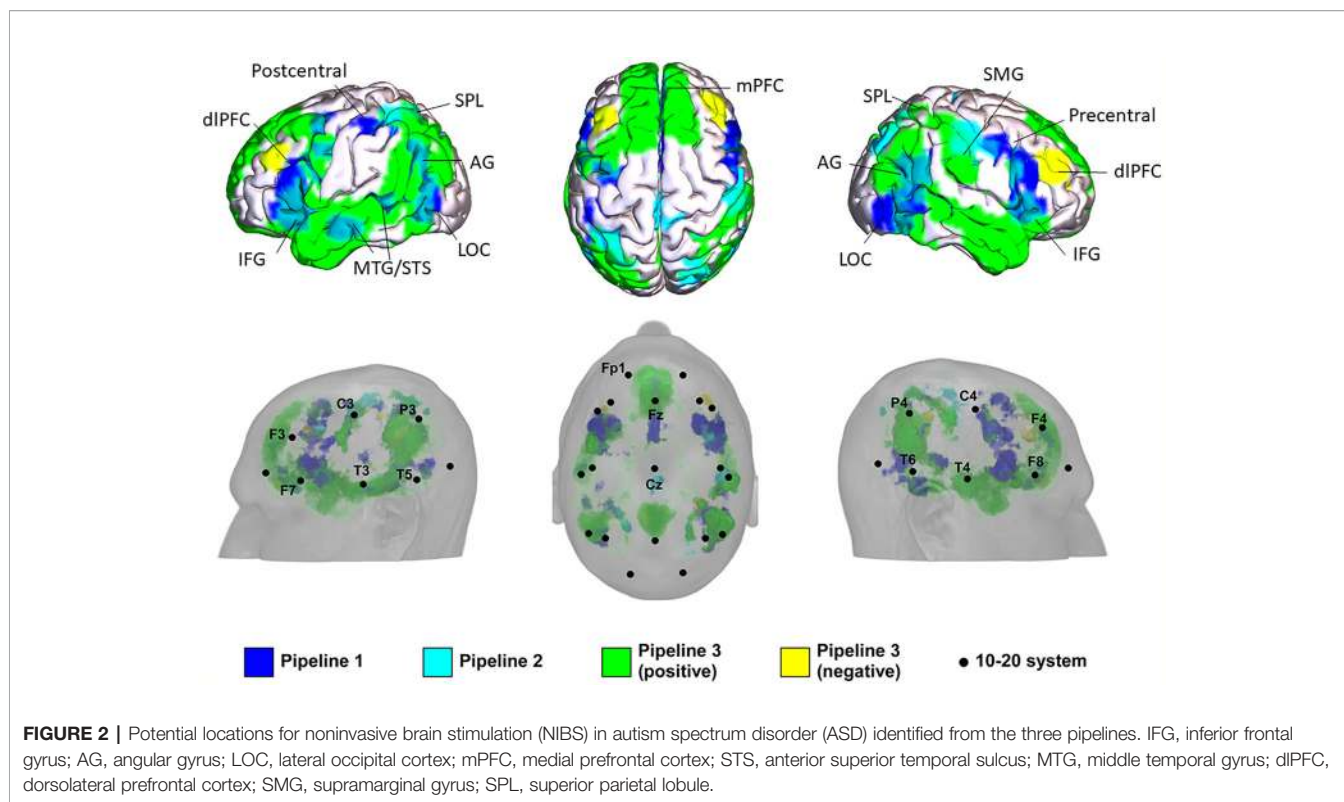 Postcentral
SPL
dlPFC
AG
IFG
MTG/STS
LOC
mPFC
SMG
SPL
Precentral
AG
dlPFC
LOC
IFG
C3
P3
F3
T3
T5
F7
Fp1
Fz
Cz
P4
C4
F4
T6
T4
F8
Pipeline 1
Pipeline 2
Pipeline 3
(positive)
Pipeline 3
(negative)
10-20 system
FIGURE 2 | Potential locations for noninvasive brain stimulation (NIBS) in autism spectrum disorder (ASD) identified from the three pipelines. IFG, inferior frontal
gyrus; AG, angular gyrus; LOC, lateral occipital cortex; mPFC, medial prefrontal cortex; STS, anterior superior temporal sulcus; MTG, middle temporal gyrus; dlPFC,
dorsolateral prefrontal cortex; SMG, supramarginal gyrus; SPL, superior parietal lobule.